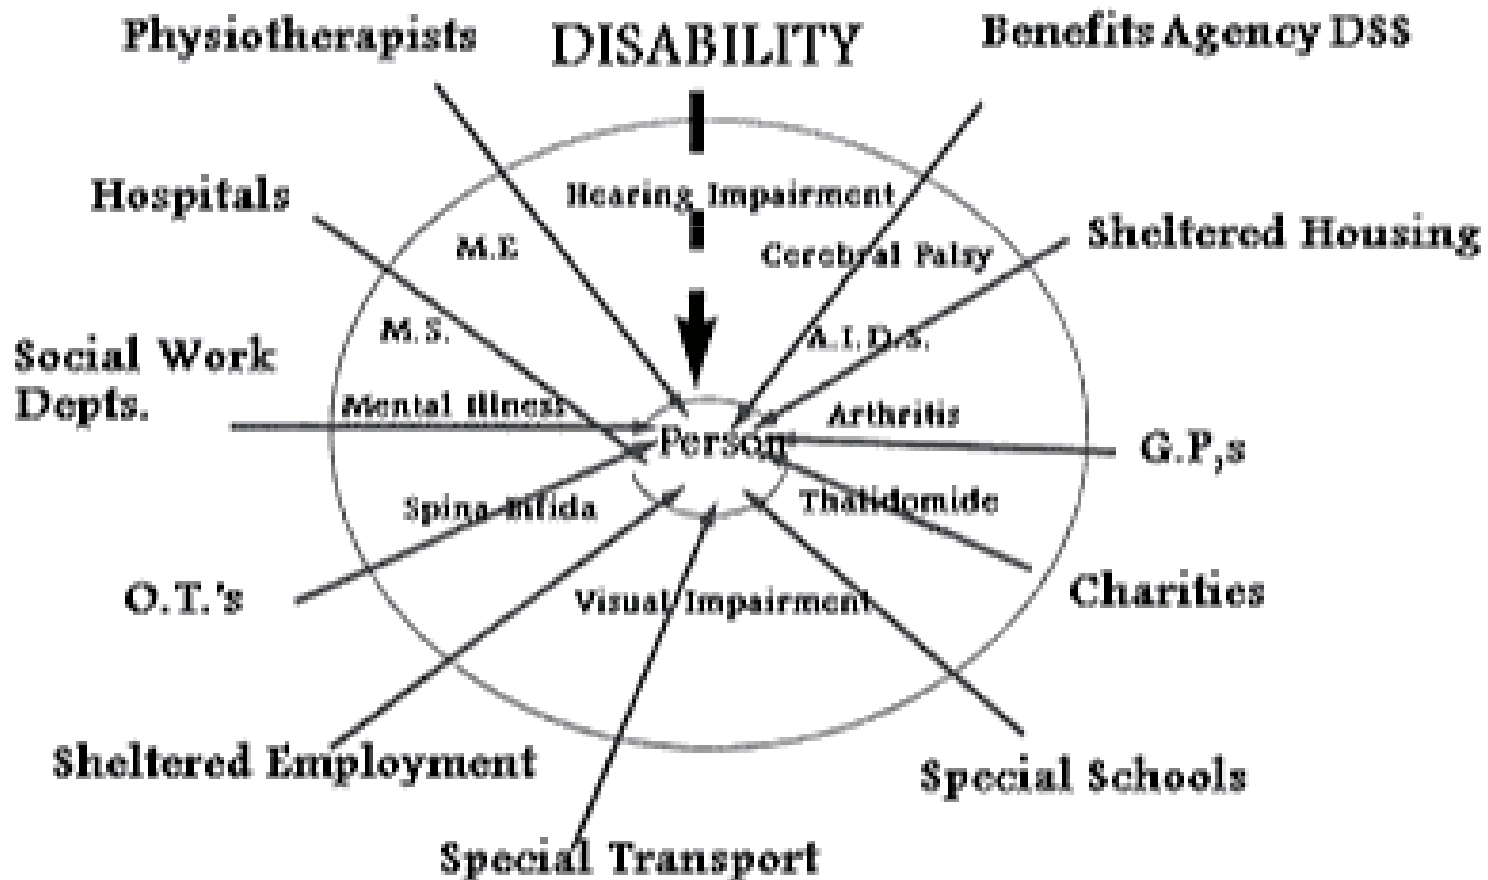 Physiotherapists
DISABILITY
Benefits Agency DSS
Hospitals
Hearing Impairment
M.E
Cerebral Palsy
Sheltered Housing
M.S.
A.I.D.S.
Social Work
Depts.
Mental Illness
Arthritis
Person
G.P,s
Spina Bifida
Thalidomide
O.T.'s
Charities
Visual Impairment
Sheltered Employment
Special Schools
Special Transport